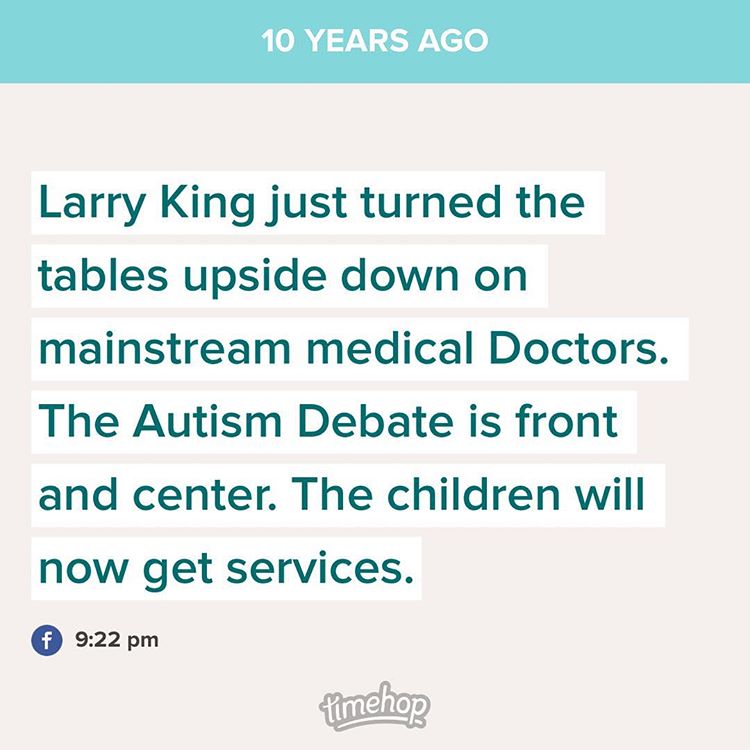 10 YEARS AGO
Larry King just turned the
tables upside down on
mainstream medical Doctors.
The Autism Debate is front
and center. The children will
now get services.
f 9:22 pm
timehop